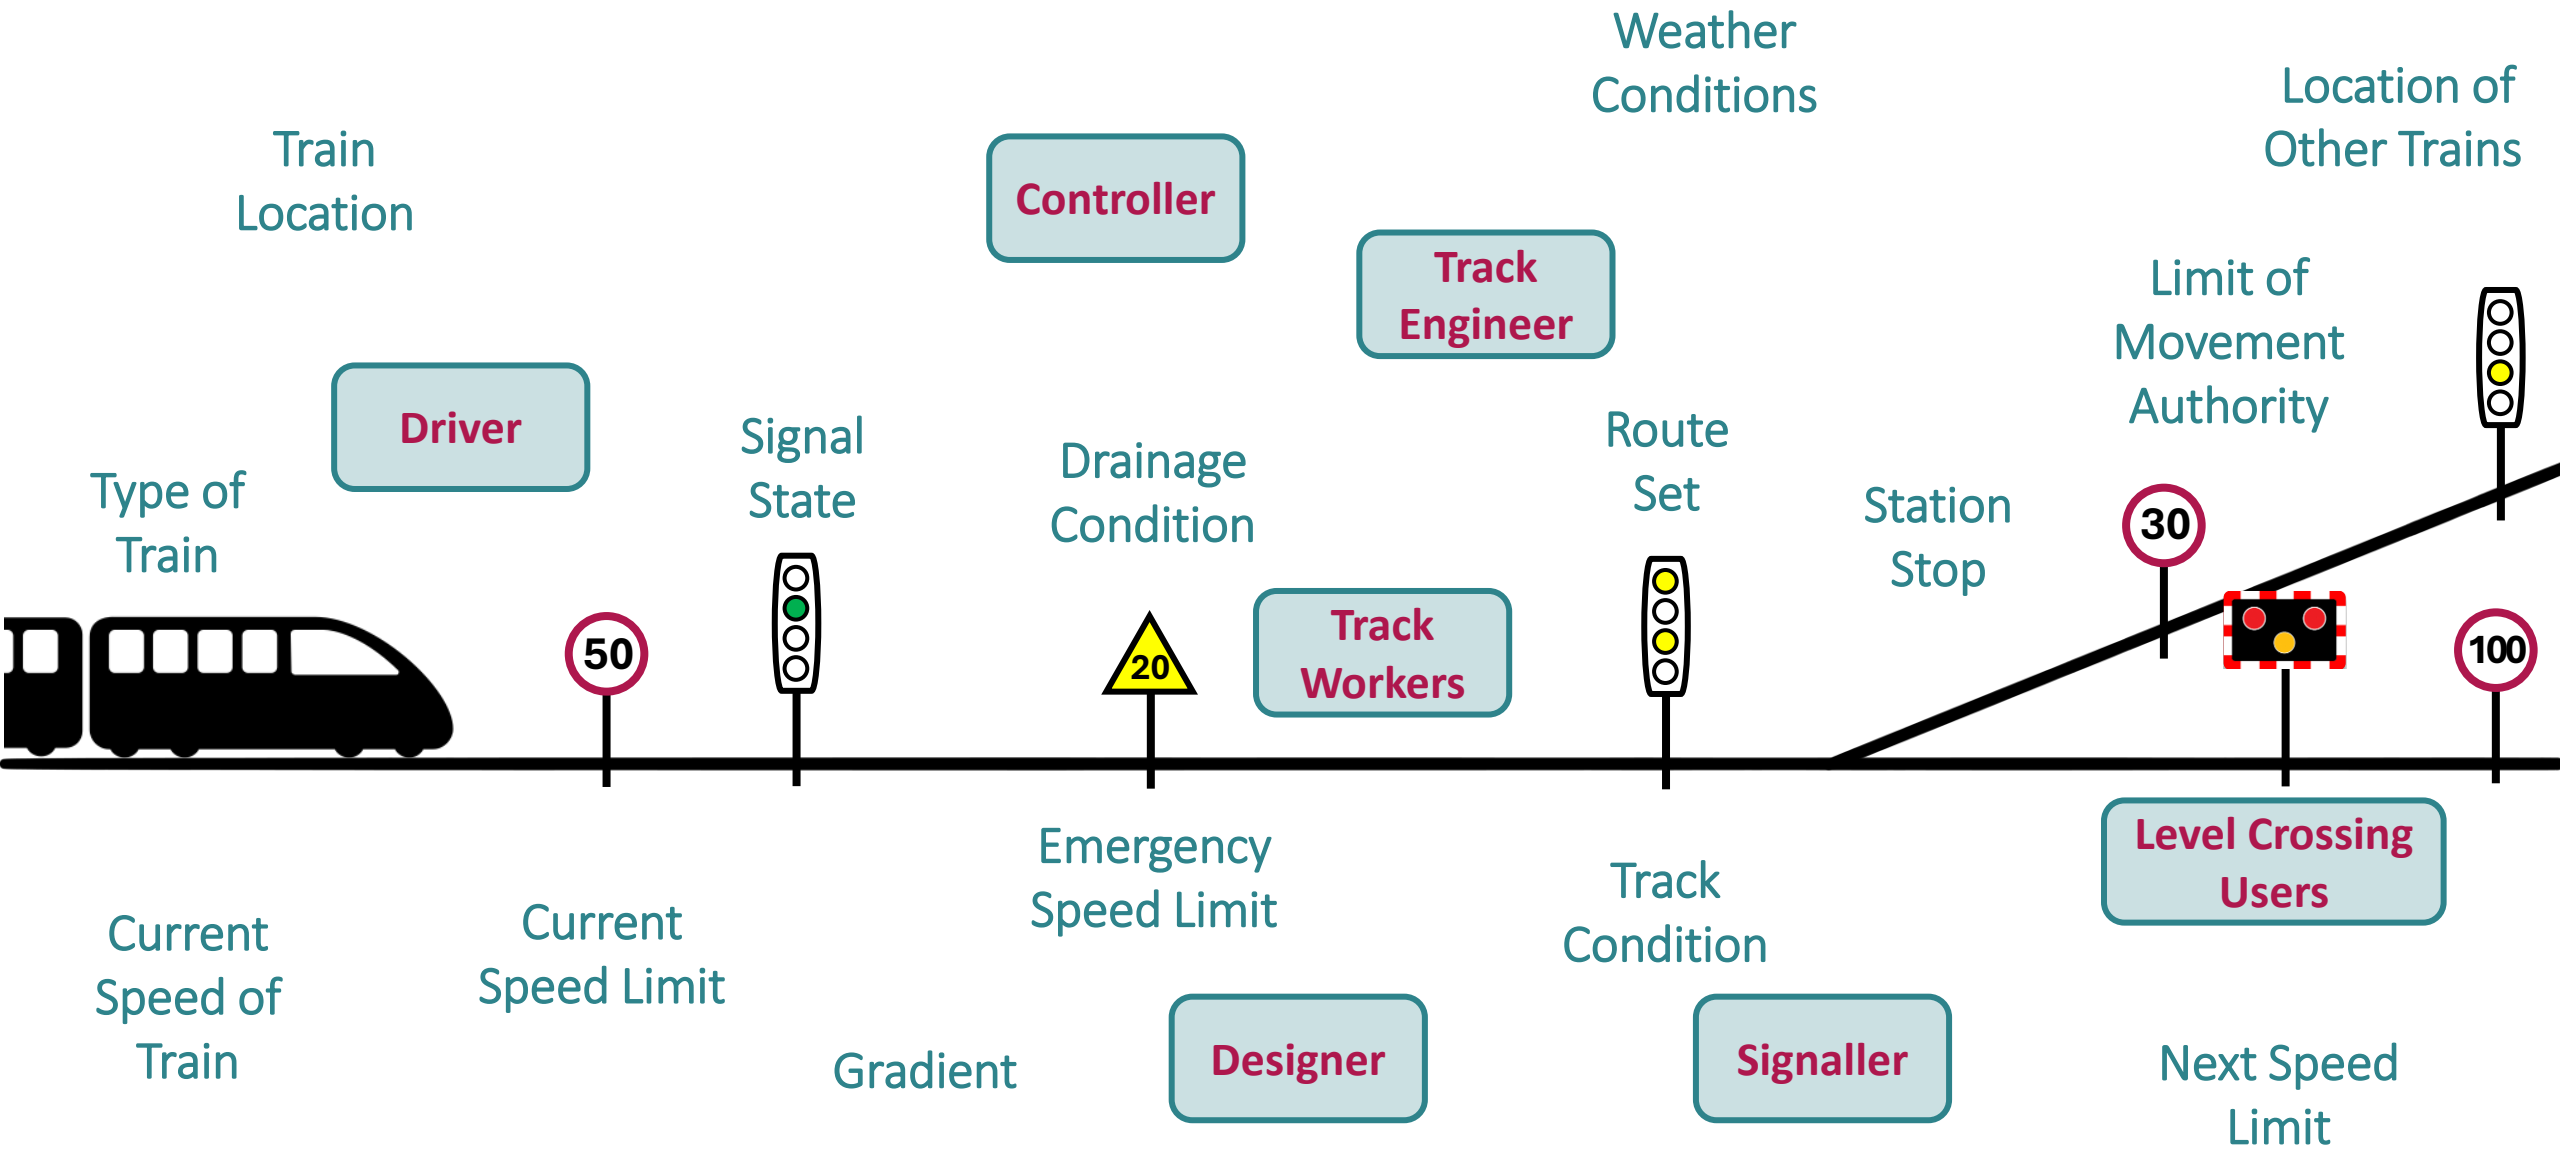 Weather
Conditions
Location of
Other Trains
Train
Location
Controller
Track
Engineer
Limit of
Movement
Authority
Driver
Signal
State
Drainage
Condition
Route
Set
Type of
Train
Station
Stop
30
50
20
Track
Workers
100
Level Crossing
Users
Emergency
Speed Limit
Track
Condition
Current
Speed of
Train
Current
Speed Limit
Gradient
Designer
Signaller
Next Speed
Limit